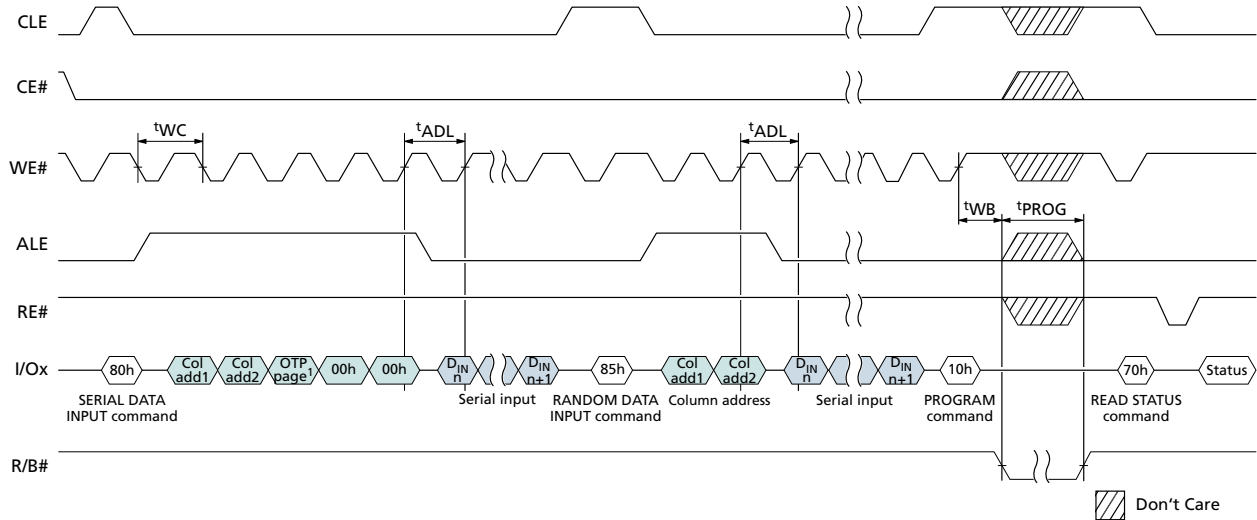 CLE
CE#
tWC
tADL
tADL
WE#
tWB
tPROG
ALE
RE#
I/Ox
80h
Col add1
Col add2
OTP page1
00h
00h
DIN n
DIN n+1
85h
Col add1
Col add2
DIN n
DIN n+1
10h
70h
Status
SERIAL DATA
INPUT command
Serial input
RANDOM DATA
INPUT command
Column address
Serial input
PROGRAM
command
READ STATUS
command
R/B#
Don't Care